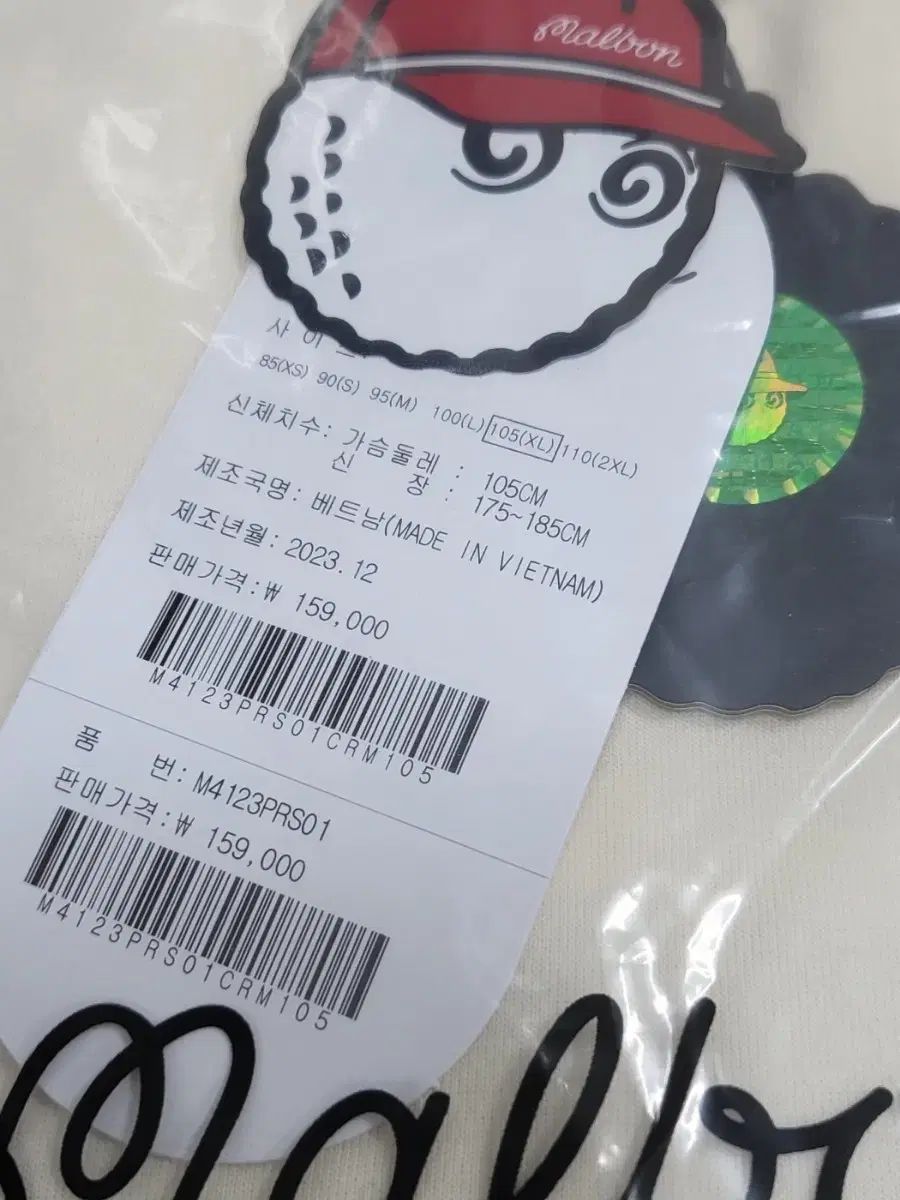 Malbon
사이즈
85(XS) 90(S) 95(M) 100(L) 105(XL) 110(2XL)
신체치수: 가슴둘레 : 105CM
신 장 : 175~185CM
제조국명: 베트남(MADE IN VIETNAM)
제조년월: 2023.12
판매가격:₩ 159,000
M4123PRS01CRM105
품 번: M4123PRS01
판매가격:₩ 159,000
M4123PRS01CRM105